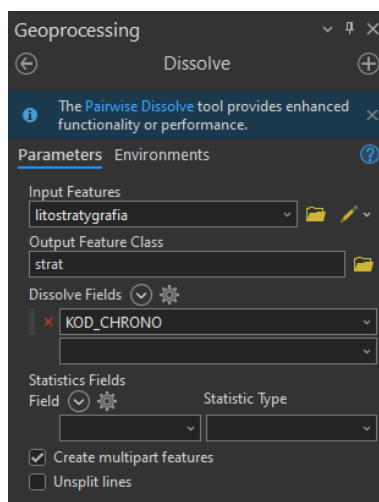 Geoprocessing
Dissolve
The Pairwise Dissolve tool provides enhanced
functionality or performance.
Parameters Environments
Input Features
litostratygrafia
Output Feature Class
strat
Dissolve Fields
KOD_CHRONO
Statistics Fields
Field Statistic Type
Create multipart features
Unsplit lines